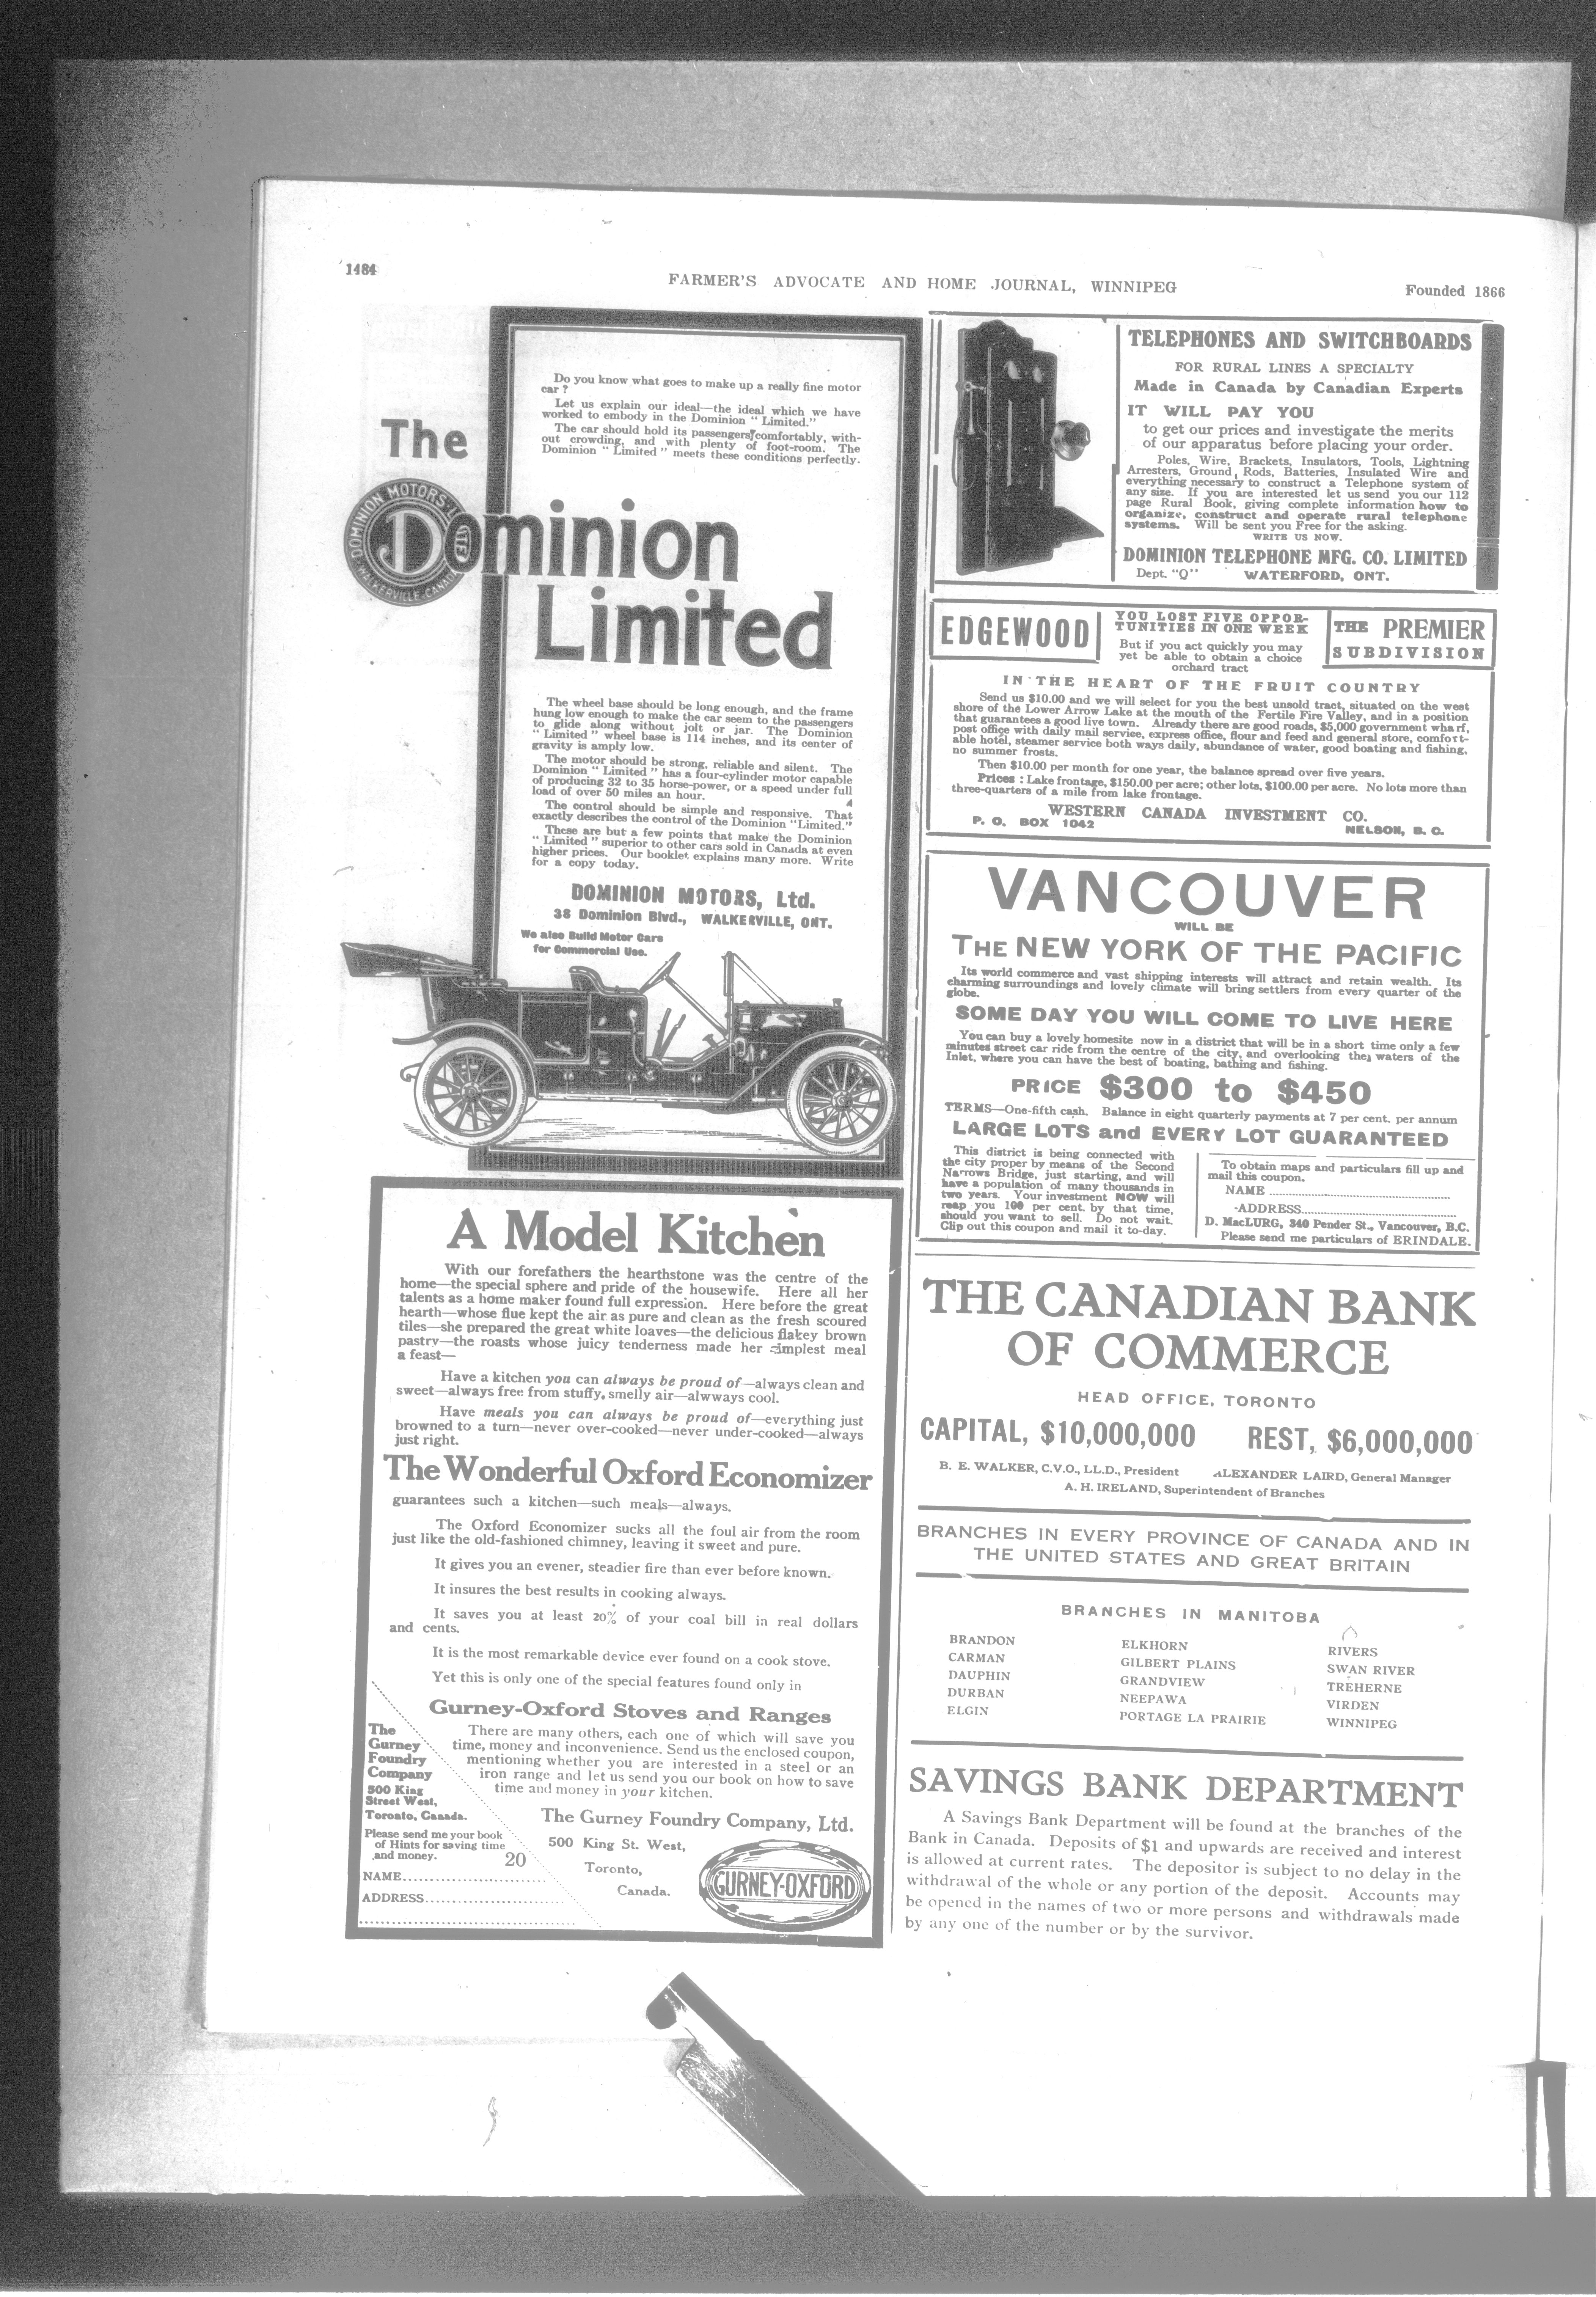 1484
FARMER'S ADVOCATE AND HOME JOURNAL, WINNIPEG
Founded 1866
Do you know what goes to make up a really fine motor
car ?
Let us explain our ideal—the ideal which we have
worked to embody in the Dominion " Limited."
The car should hold its passengers comfortably, with-
out crowding, and with plenty of foot-room. The
Dominion " Limited " meets these conditions perfectly.
The
DOMINION MOTORS, LTD
WALKERVILLE-CANADA
Dominion
Limited
The wheel base should be long enough, and the frame
hung low enough to make the car seem to the passengers
to glide along without jolt or jar. The Dominion
" Limited " wheel base is 114 inches, and its center of
gravity is amply low.
The motor should be strong, reliable and silent. The
Dominion " Limited " has a four-cylinder motor capable
of producing 32 to 35 horse-power, or a speed under full
load of over 50 miles an hour.
The control should be simple and responsive. That
exactly describes the control of the Dominion "Limited."
These are but a few points that make the Dominion
" Limited " superior to other cars sold in Canada at even
higher prices. Our booklet explains many more. Write
for a copy today.
DOMINION MOTORS, Ltd.
38 Dominion Blvd., WALKERVILLE, ONT.
We also Build Motor Cars
for Commercial Use.
A Model Kitchen
With our forefathers the hearthstone was the centre of the
home—the special sphere and pride of the housewife. Here all her
talents as a home maker found full expression. Here before the great
hearth—whose flue kept the air as pure and clean as the fresh scoured
tiles—she prepared the great white loaves—the delicious flakey brown
pastry—the roasts whose juicy tenderness made her simplest meal
a feast—
Have a kitchen you can always be proud of—always clean and
sweet—always free from stuffy, smelly air—alwways cool.
Have meals you can always be proud of—everything just
browned to a turn—never over-cooked—never under-cooked—always
just right.
The Wonderful Oxford Economizer
guarantees such a kitchen—such meals—always.
The Oxford Economizer sucks all the foul air from the room
just like the old-fashioned chimney, leaving it sweet and pure.
It gives you an evener, steadier fire than ever before known.
It insures the best results in cooking always.
It saves you at least 20% of your coal bill in real dollars
and cents.
It is the most remarkable device ever found on a cook stove.
Yet this is only one of the special features found only in
Gurney-Oxford Stoves and Ranges
There are many others, each one of which will save you
time, money and inconvenience. Send us the enclosed coupon,
mentioning whether you are interested in a steel or an
iron range and let us send you our book on how to save
time and money in your kitchen.
The Gurney Foundry Company, Ltd.
500 King St. West,
Toronto,
Canada.
GURNEY-OXFORD
The
Gurney
Foundry
Company
500 King
Street West,
Toronto, Canada.
Please send me your book
of Hints for saving time
and money.
20
NAME
ADDRESS
TELEPHONES AND SWITCHBOARDS
FOR RURAL LINES A SPECIALTY
Made in Canada by Canadian Experts
IT WILL PAY YOU
to get our prices and investigate the merits
of our apparatus before placing your order.
Poles, Wire, Brackets, Insulators, Tools, Lightning
Arresters, Ground Rods, Batteries, Insulated Wire and
everything necessary to construct a Telephone system of
any size. If you are interested let us send you our 112
page Rural Book, giving complete information how to
organize, construct and operate rural telephone
systems. Will be sent you Free for the asking.
WRITE US NOW.
DOMINION TELEPHONE MFG. CO. LIMITED
Dept. "Q" WATERFORD, ONT.
EDGEWOOD
YOU LOST FIVE OPPOR-
TUNITIES IN ONE WEEK
But if you act quickly you may
yet be able to obtain a choice
orchard tract
THE PREMIER
SUBDIVISION
IN THE HEART OF THE FRUIT COUNTRY
Send us $10.00 and we will select for you the best unsold tract, situated on the west
shore of the Lower Arrow Lake at the mouth of the Fertile Fire Valley, and in a position
that guarantees a good live town. Already there are good roads, $5,000 government wharf,
post office with daily mail service, express office, flour and feed and general store, comfort-
able hotel, steamer service both ways daily, abundance of water, good boating and fishing,
no summer frosts.
Then $10.00 per month for one year, the balance spread over five years.
Prices : Lake frontage, $150.00 per acre; other lots, $100.00 per acre. No lots more than
three-quarters of a mile from lake frontage.
WESTERN CANADA INVESTMENT CO.
P. O. BOX 1042 NELSON, B. C.
VANCOUVER
WILL BE
THE NEW YORK OF THE PACIFIC
Its world commerce and vast shipping interests will attract and retain wealth. Its
charming surroundings and lovely climate will bring settlers from every quarter of the
globe.
SOME DAY YOU WILL COME TO LIVE HERE
You can buy a lovely homesite now in a district that will be in a short time only a few
minutes street car ride from the centre of the city, and overlooking the waters of the
Inlet, where you can have the best of boating, bathing and fishing.
PRICE $300 to $450
TERMS—One-fifth cash. Balance in eight quarterly payments at 7 per cent. per annum
LARGE LOTS and EVERY LOT GUARANTEED
This district is being connected with
the city proper by means of the Second
Narrows Bridge, just starting, and will
have a population of many thousands in
two years. Your investment NOW will
reap you 100 per cent. by that time,
should you want to sell. Do not wait.
Clip out this coupon and mail it to-day.
To obtain maps and particulars fill up and
mail this coupon.
NAME
ADDRESS
D. MacLURG, 340 Pender St., Vancouver, B.C.
Please send me particulars of ERINDALE.
THE CANADIAN BANK
OF COMMERCE
HEAD OFFICE, TORONTO
CAPITAL, $10,000,000 REST, $6,000,000
B. E. WALKER, C.V.O., LL.D., President ALEXANDER LAIRD, General Manager
A. H. IRELAND, Superintendent of Branches
BRANCHES IN EVERY PROVINCE OF CANADA AND IN
THE UNITED STATES AND GREAT BRITAIN
BRANCHES IN MANITOBA
BRANDON ELKHORN RIVERS
CARMAN GILBERT PLAINS SWAN RIVER
DAUPHIN GRANDVIEW TREHERNE
DURBAN NEEPAWA VIRDEN
ELGIN PORTAGE LA PRAIRIE WINNIPEG
SAVINGS BANK DEPARTMENT
A Savings Bank Department will be found at the branches of the
Bank in Canada. Deposits of $1 and upwards are received and interest
is allowed at current rates. The depositor is subject to no delay in the
withdrawal of the whole or any portion of the deposit. Accounts may
be opened in the names of two or more persons and withdrawals made
by any one of the number or by the survivor.